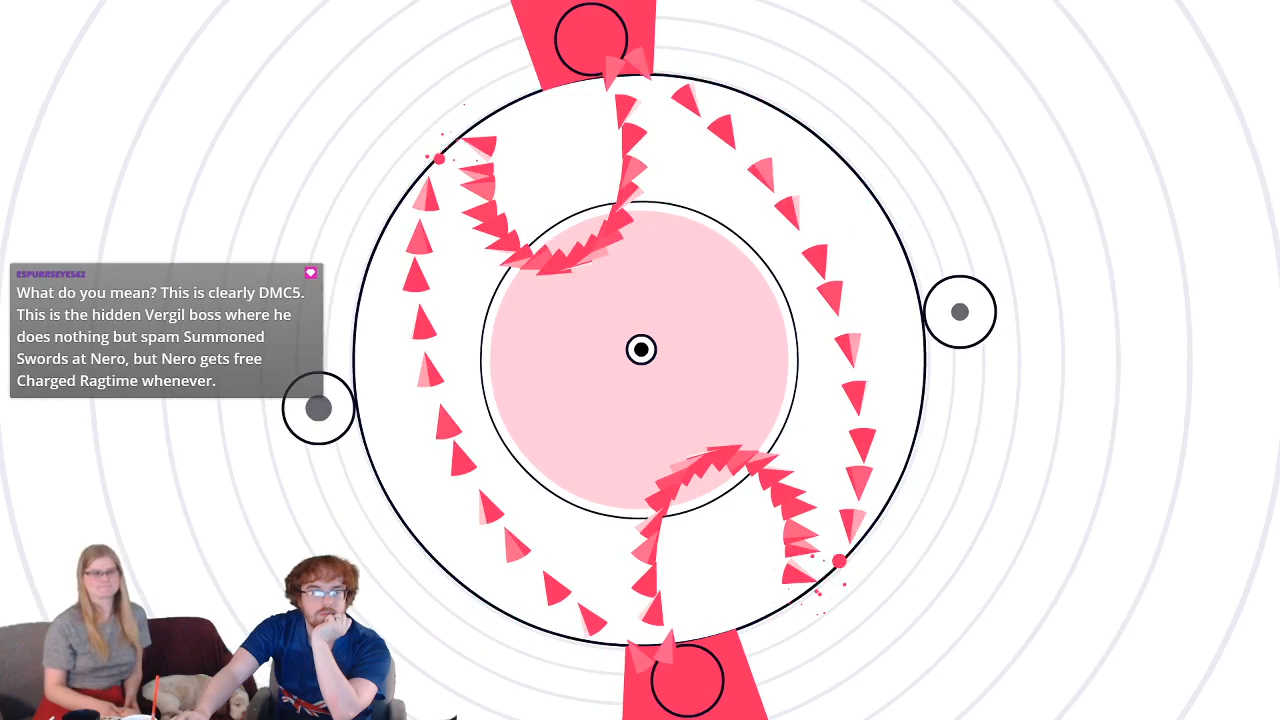 ESPURRSEYES42
What do you mean? This is clearly DMC5.
This is the hidden Vergil boss where he
does nothing but spam Summoned
Swords at Nero, but Nero gets free
Charged Ragtime whenever.